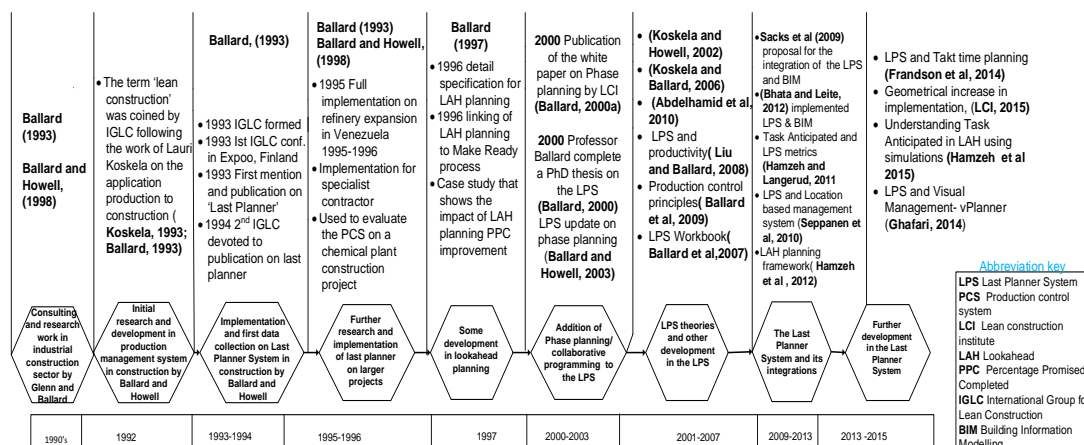 Ballard
(1993)
Ballard and
Howell,
(1998)
• The term 'lean
construction' was
coined by IGLC following
the work of Lauri
Koskela on the
application
production to
construction (
Koskela, 1993;
Ballard, 1993)
Ballard, (1993)
• 1993 IGLC formed
• 1993 Ist IGLC conf.
in Expoo, Finland
• 1993 First mention
and publication on
'Last Planner'
• 1994 2nd IGLC
devoted to
publication on last
planner
Ballard (1993)
Ballard and Howell,
(1998)
• 1995 Full
implementation on
refinery expansion
in Venezuela
1995-1996
• Implementation for
specialist
contractor
• Used to evaluate
the PCS on a
chemical plant
construction
project
Ballard
(1997)
• 1996 detail
specification for
LAH planning
• 1996 linking of
LAH planning
to Make Ready
process
• Case study that
shows the
impact of LAH
planning PPC
improvement
2000 Publication
of the white
paper on Phase
planning by LCI
(Ballard, 2000a)
2000 Professor
Ballard complete
a PhD thesis on
the LPS
(Ballard, 2000)
LPS update on
phase planning
(Ballard and
Howell, 2003)
• (Koskela and
Howell, 2002)
• (Koskela and
Ballard, 2006)
• (Abdelhamid et al,
2010)
• LPS and
productivity( Liu
and Ballard, 2008)
• Production control
principles( Ballard
et al, 2009)
• LPS Workbook(
Ballard et al,2007)
• Sacks et al (2009)
proposal for the
integration of the LPS
and BIM
• (Bhata and Leite,
2012) implemented
LPS & BIM
• Task Anticipated and
LPS metrics
(Hamzeh and
Langerud, 2011
• LPS and Location
based management
system (Seppanen et
al, 2010)
• LAH planning
framework( Hamzeh
et al , 2012)
• LPS and Takt time planning
(Frandson et al, 2014)
• Geometrical increase in
implementation, (LCI, 2015)
• Understanding Task
Anticipated in LAH using
simulations (Hamzeh et al
2015)
• LPS and Visual
Management- vPlanner
(Ghafari, 2014)
Consulting
and research
work in
industrial
construction
sector by
Glenn and
Ballard
Initial
research and
development in
production
management system
in construction by
Ballard and
Howell
Implementation
and first data
collection on Last
Planner System in
construction by
Ballard and
Howell
Further
research and
implementation
of last planner
on larger
projects
Some
development in
lookahead
planning
Addition of
Phase planning/
collaborative
programming to
the LPS
LPS theories
and other
development
in the LPS
The Last
Planner
System and its
integrations
Further
development
in the Last
Planner
System
1990's
1992
1993-1994
1995-1996
1997
2000-2003
2001-2007
2009-2013
2013 -2015
Abbreviation key
LPS Last Planner System
PCS Production control
system
LCI Lean construction
institute
LAH Lookahead
PPC Percentage Promised
Completed
IGLC International Group fo
Lean Construction
BIM Building Information
Modelling